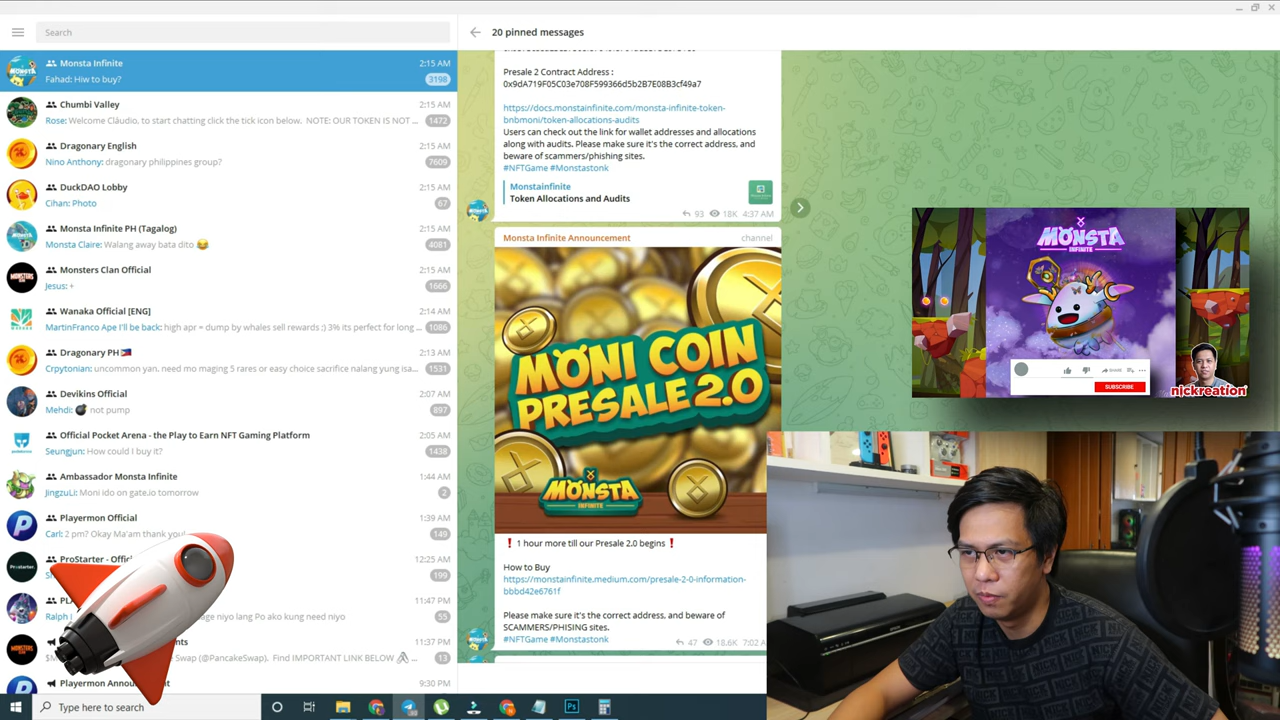 Search
20 pinned messages
Monsta Infinite
2:15 AM
Fahad: Hiw to buy?
3198
Chumbi Valley
2:15 AM
Rose: Welcome Cláudio, to start chatting click the tick icon below. NOTE: OUR TOKEN IS NOT ...
1472
Dragonary English
2:15 AM
Nino Anthony: dragonary philippines group?
7609
DuckDAO Lobby
2:15 AM
Cihan: Photo
67
Monsta Infinite PH (Tagalog)
2:15 AM
Monsta Claire: Walang away bata dito 😂
4081
Monsters Clan Official
2:15 AM
Jesus: +
1666
Wanaka Official [ENG]
2:14 AM
MartinFranco Ape I'll be back: high apr = dump by whales sell rewards :) 3% its perfect for long ...
1086
Dragonary PH🇵🇭
2:13 AM
Crpytonian: uncommon yan. need mo maging 5 rares or easy choice sacrifice nalang yung isa...
1531
Devikins Official
2:07 AM
Mehdi: 💣 not pump
897
Official Pocket Arena - the Play to Earn NFT Gaming Platform
2:05 AM
Seungjun: How could I buy it?
1438
Ambassador Monsta Infinite
1:44 AM
JingzuLi: Moni ido on gate.io tomorrow
2
Playermon Official
1:39 AM
Carl: 2 pm? Okay Ma'am thank you!
149
ProStarter - Offic
12:25 AM
199
11:47 PM
Ralph
age niyo lang Po ako kung need niyo
55
nts
11:37 PM
Swap (@PancakeSwap). Find IMPORTANT LINK BELOW
13
Playermon Announ
9:30 PM
Presale 2 Contract Address :
0x9dA719F05C03e708F599366d5b2B7E08B3cf49a7
https://docs.monstainfinite.com/monsta-infinite-token-
bnbmoni/token-allocations-audits
Users can check out the link for wallet addresses and allocations
along with audits. Please make sure it's the correct address, and
beware of scammers/phishing sites.
#NFTGame #Monstastonk
Monstainfinite
Token Allocations and Audits
93
18K
4:37 AM
Monsta Infinite Announcement
channel
MONI COIN
PRESALE 2.0
MONSTA
INFINITE
❗ 1 hour more till our Presale 2.0 begins ❗
How to Buy
https://monstainfinite.medium.com/presale-2-0-information-
bbbd42e6761f
Please make sure it's the correct address, and beware of
SCAMMERS/PHISING sites.
#NFTGame #Monstastonk
47
18.6K
7:02 A
MONSTA
INFINITE
SHARE
SUBSCRIBE
nickreation
Type here to search
Ps